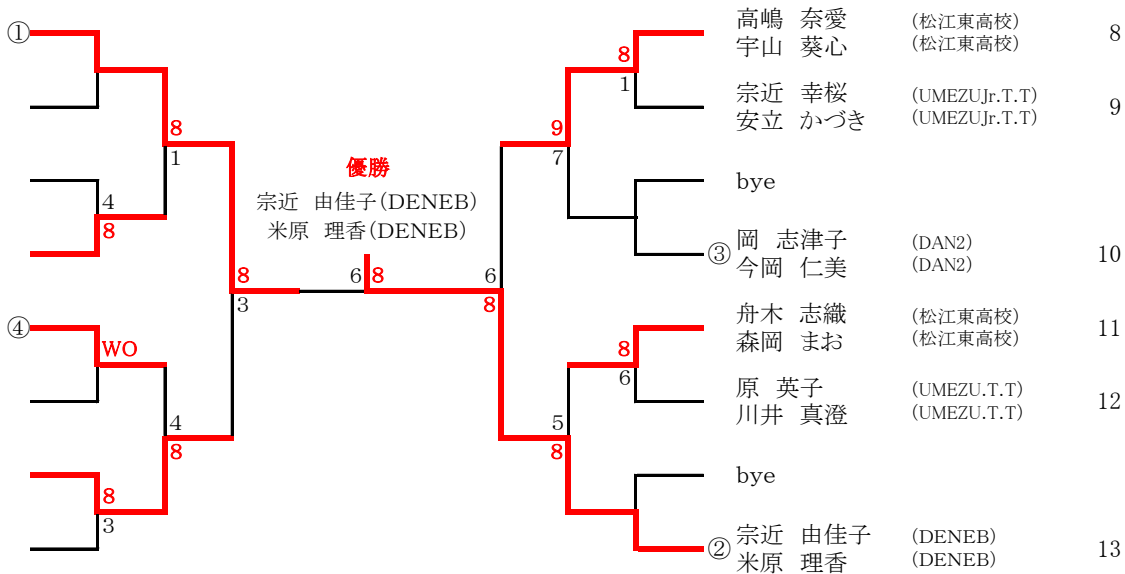 ①
8
1
4
8
8
3
④
WO
4
8
8
3
優勝
宗近 由佳子(DENEB)
米原 理香(DENEB)
6 8
8
1
9
7
6
8
8
6
5
8
高嶋 奈愛 (松江東高校)
宇山 葵心 (松江東高校) 8
宗近 幸桜 (UMEZUJr.T.T)
安立 かづき (UMEZUJr.T.T) 9
bye
③ 岡 志津子 (DAN2)
今岡 仁美 (DAN2) 10
舟木 志織 (松江東高校)
森岡 まお (松江東高校) 11
原 英子 (UMEZU.T.T)
川井 真澄 (UMEZU.T.T) 12
bye
② 宗近 由佳子 (DENEB)
米原 理香 (DENEB) 13